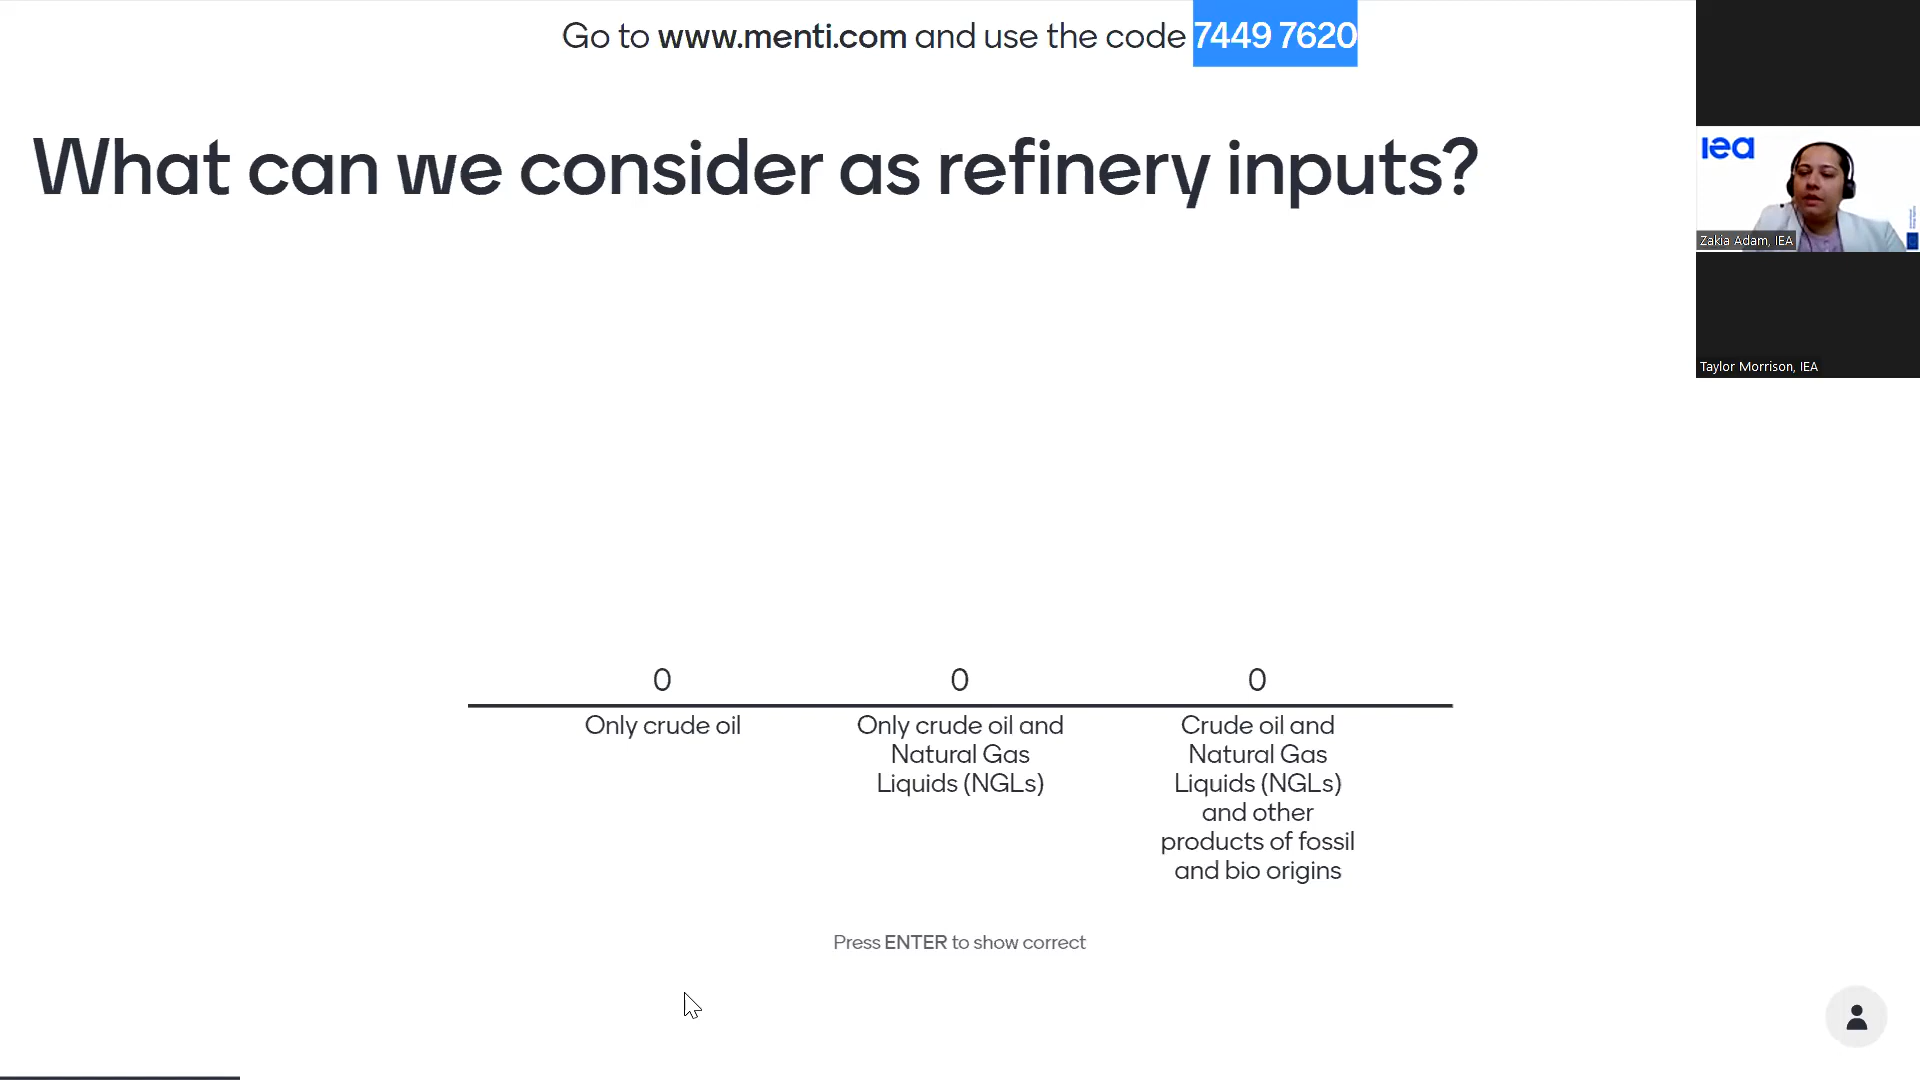 Go to www.menti.com and use the code 7449 7620
What can we consider as refinery inputs?
iea
Zakia Adam, IEA
Taylor Morrison, IEA
0
0
0
Only crude oil
Only crude oil and
Natural Gas
Liquids (NGLs)
Crude oil and
Natural Gas
Liquids (NGLs)
and other
products of fossil
and bio origins
Press ENTER to show correct